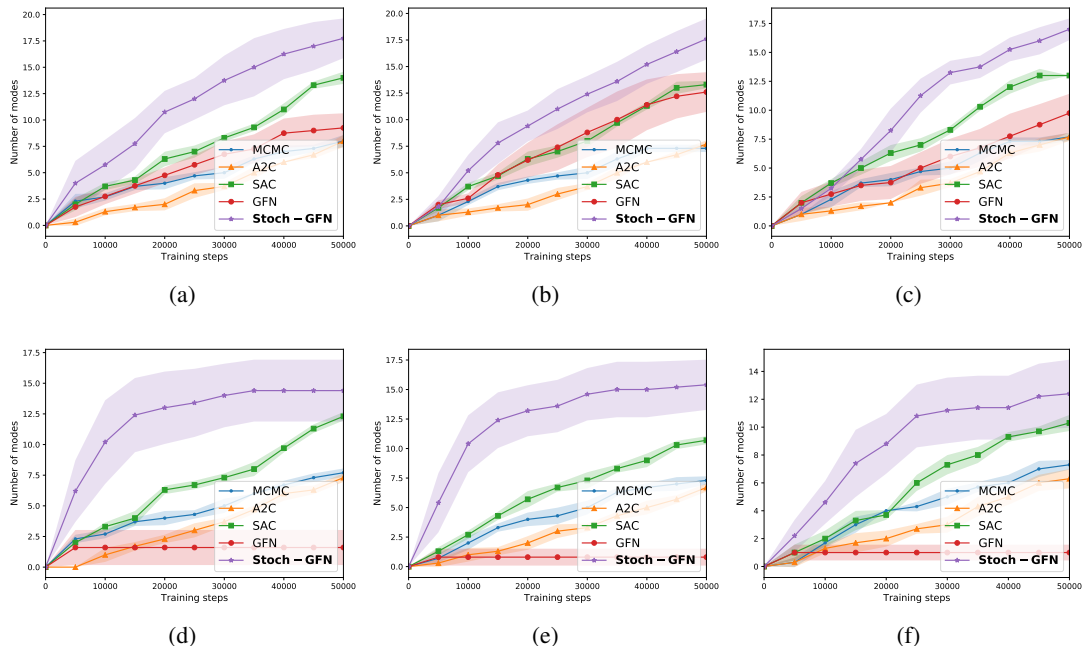 20.0
17.5
15.0
12.5
10.0
7.5
5.0
2.5
0.0
Number of modes
0
10000
20000
30000
40000
50000
Training steps
MCMC
A2C
SAC
GFN
Stoch − GFN
(a)
20.0
17.5
15.0
12.5
10.0
7.5
5.0
2.5
0.0
Number of modes
0
10000
20000
30000
40000
50000
Training steps
MCMC
A2C
SAC
GFN
Stoch − GFN
(b)
17.5
15.0
12.5
10.0
7.5
5.0
2.5
0.0
Number of modes
0
10000
20000
30000
40000
50000
Training steps
MCMC
A2C
SAC
GFN
Stoch − GFN
(c)
17.5
15.0
12.5
10.0
7.5
5.0
2.5
0.0
Number of modes
0
10000
20000
30000
40000
50000
Training steps
MCMC
A2C
SAC
GFN
Stoch − GFN
(d)
17.5
15.0
12.5
10.0
7.5
5.0
2.5
0.0
Number of modes
0
10000
20000
30000
40000
50000
Training steps
MCMC
A2C
SAC
GFN
Stoch − GFN
(e)
14
12
10
8
6
4
2
0
Number of modes
0
10000
20000
30000
40000
50000
Training steps
MCMC
A2C
SAC
GFN
Stoch − GFN
(f)